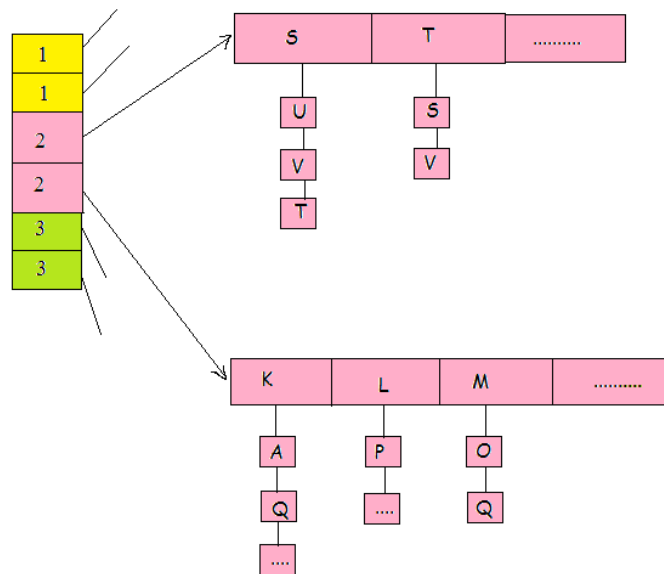 1
1
2
2
3
3
S T ..........
U S
V V
T
K L M ..........
A P O
Q .... Q
....